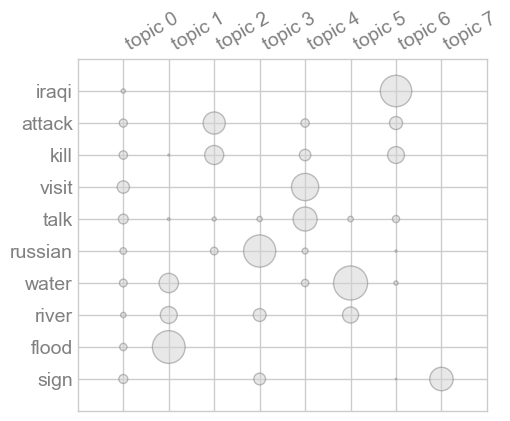 topic 0
topic 1
topic 2
topic 3
topic 4
topic 5
topic 6
topic 7
iraqi
attack
kill
visit
talk
russian
water
river
flood
sign